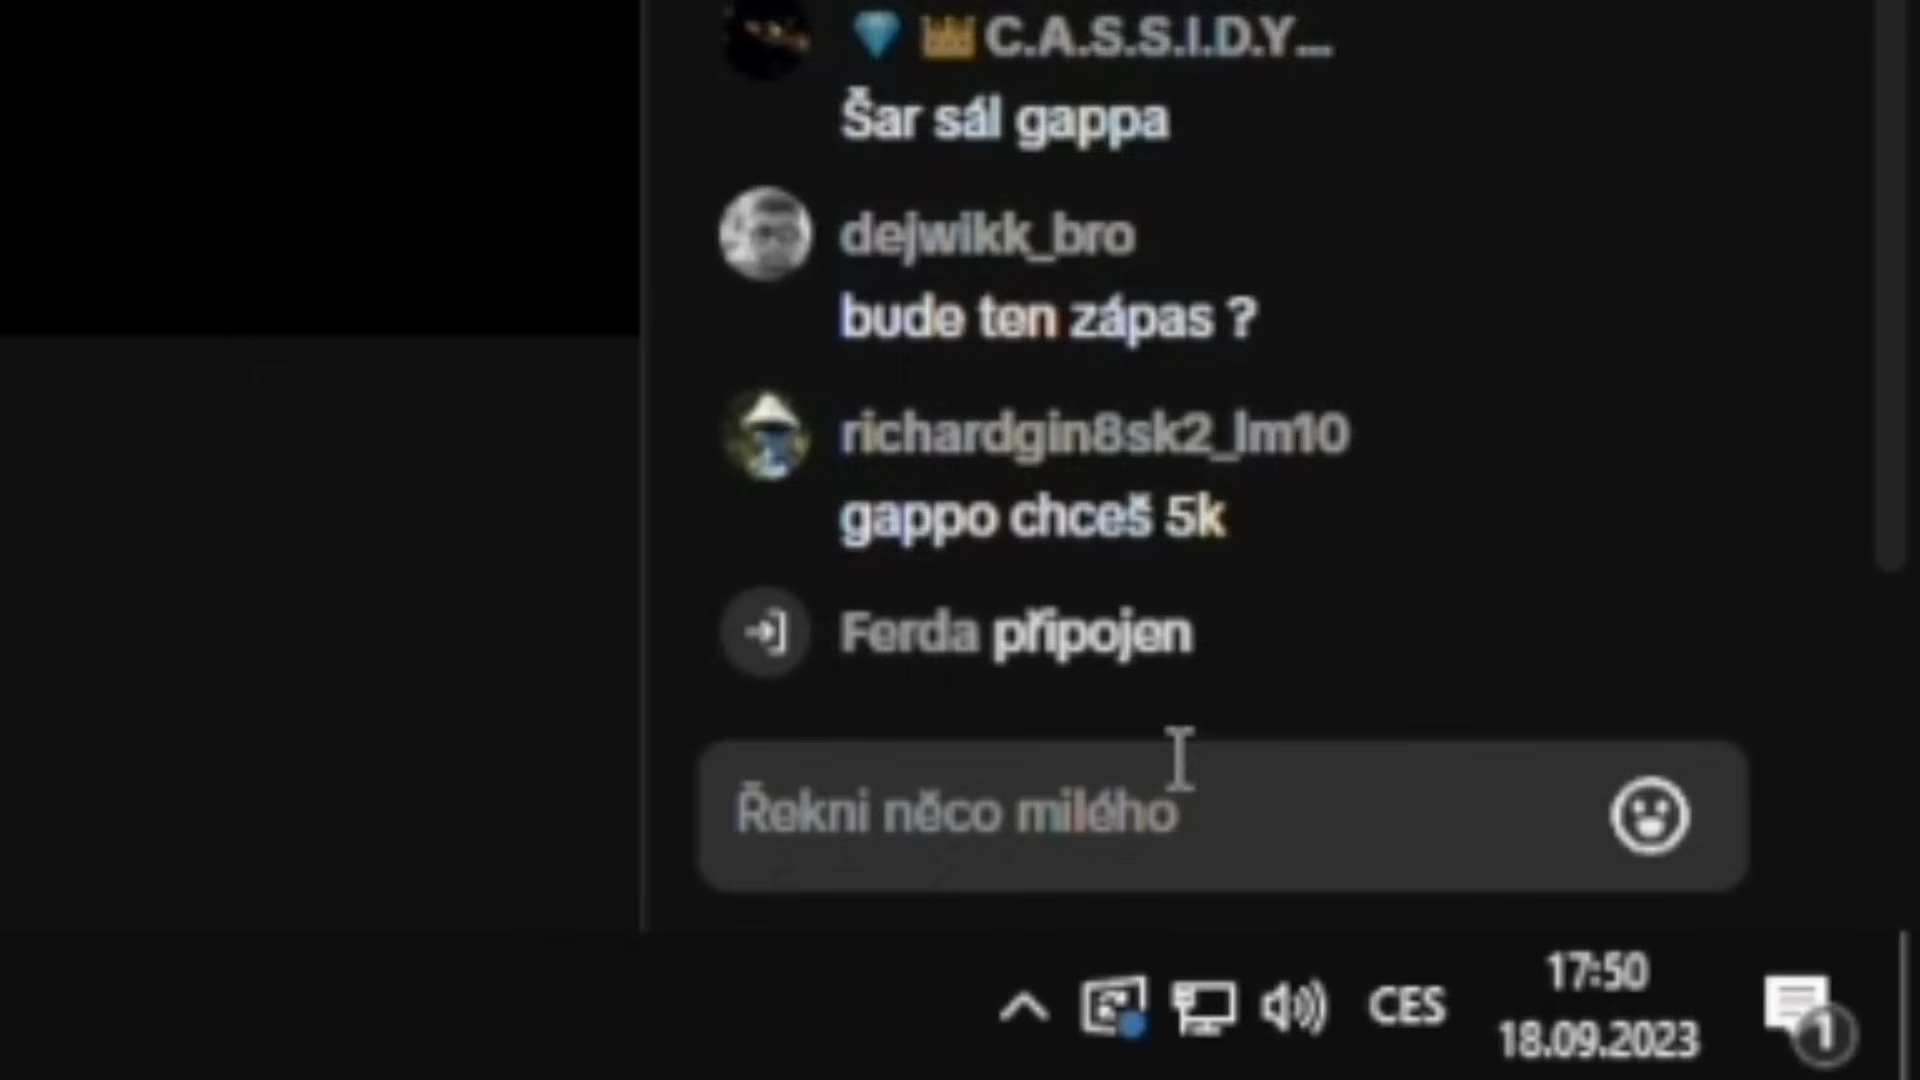 C.A.S.S.I.D.Y...
Šar sál gappa
dejwikk_bro
bude ten zápas ?
richardgin8sk2_lm10
gappo chceš 5k
Ferda připojen
Řekni něco milého
CES
17:50
18.09.2023
1